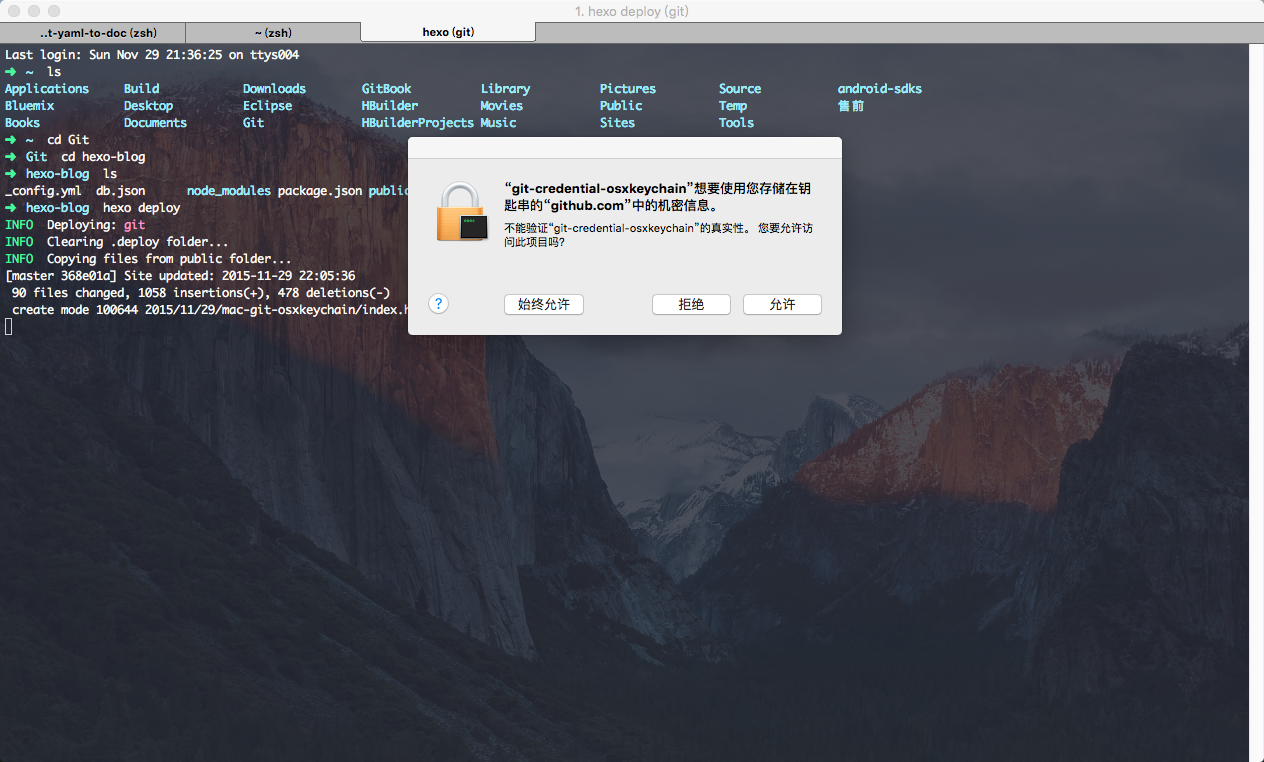 1. hexo deploy (git)
..t-yaml-to-doc (zsh) ~ (zsh) hexo (git)
Last login: Sun Nov 29 21:36:25 on ttys004
➜ ~ ls
Applications Build Downloads GitBook Library Pictures Source android-sdks
Bluemix Desktop Eclipse HBuilder Movies Public Temp 售前
Books Documents Git HBuilderProjects Music Sites Tools
➜ ~ cd Git
➜ Git cd hexo-blog
➜ hexo-blog ls
_config.yml db.json node_modules package.json public
➜ hexo-blog hexo deploy
INFO Deploying: git
INFO Clearing .deploy folder...
INFO Copying files from public folder...
[master 368e01a] Site updated: 2015-11-29 22:05:36
90 files changed, 1058 insertions(+), 478 deletions(-)
create mode 100644 2015/11/29/mac-git-osxkeychain/index.h
“git-credential-osxkeychain”想要使用您存储在钥
匙串的“github.com”中的机密信息。
不能验证“git-credential-osxkeychain”的真实性。 您要允许访
问此项目吗?
? 始终允许 拒绝 允许